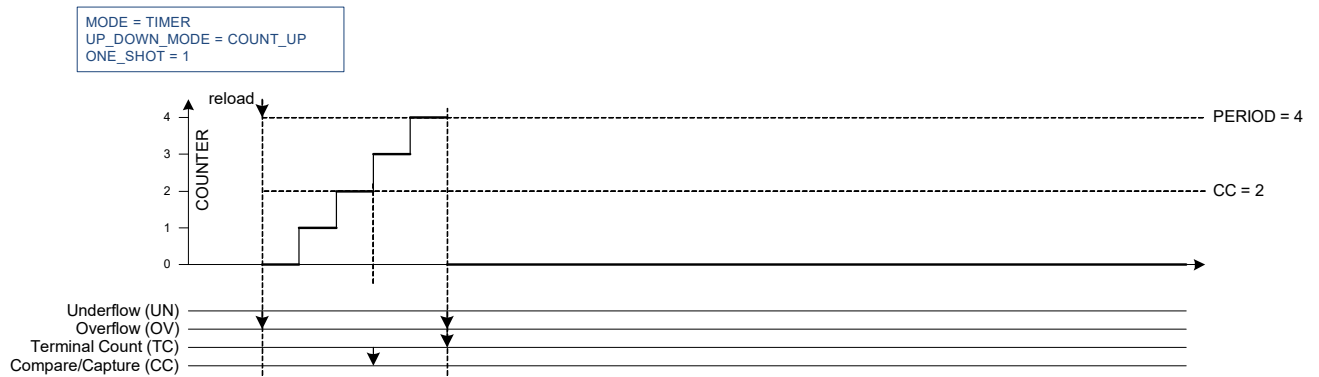 MODE = TIMER
UP_DOWN_MODE = COUNT_UP
ONE_SHOT = 1
reload
4
PERIOD = 4
3
COUNTER
2
CC = 2
1
0
Underflow (UN)
Overflow (OV)
Terminal Count (TC)
Compare/Capture (CC)